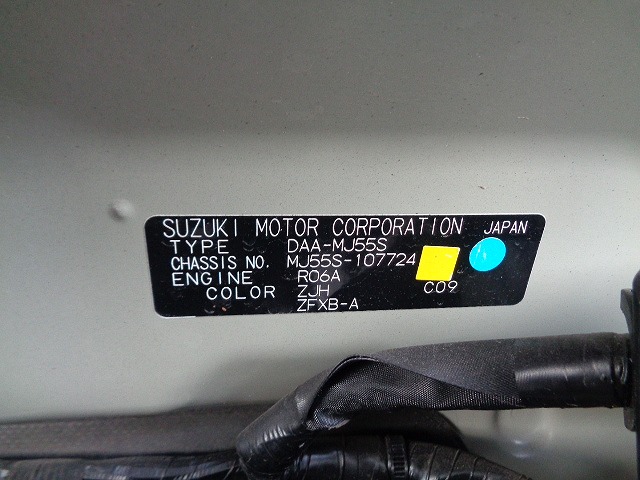 SUZUKI MOTOR CORPORATION JAPAN
TYPE DAA-MJ55S
CHASSIS NO. MJ55S-107724
ENGINE R06A
COLOR ZJH C09
ZFXB-A